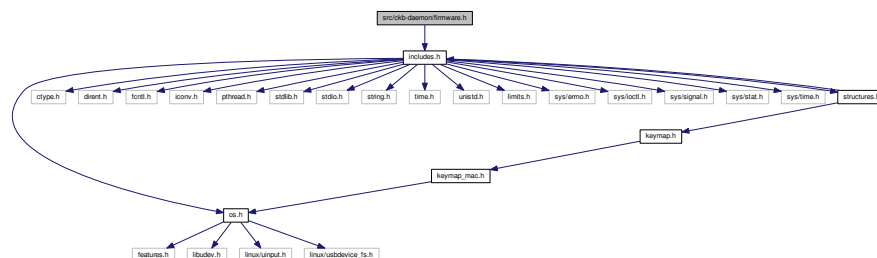 src/ckb-daemon/firmware.h
includes.h
ctype.h dirent.h fcntl.h iconv.h pthread.h stdlib.h stdio.h string.h time.h unistd.h limits.h sys/errno.h sys/ioctl.h sys/signal.h sys/stat.h sys/time.h structures.h
keymap.h
keymap_mac.h
os.h
features.h libudev.h linux/uinput.h linux/usbdevice_fs.h